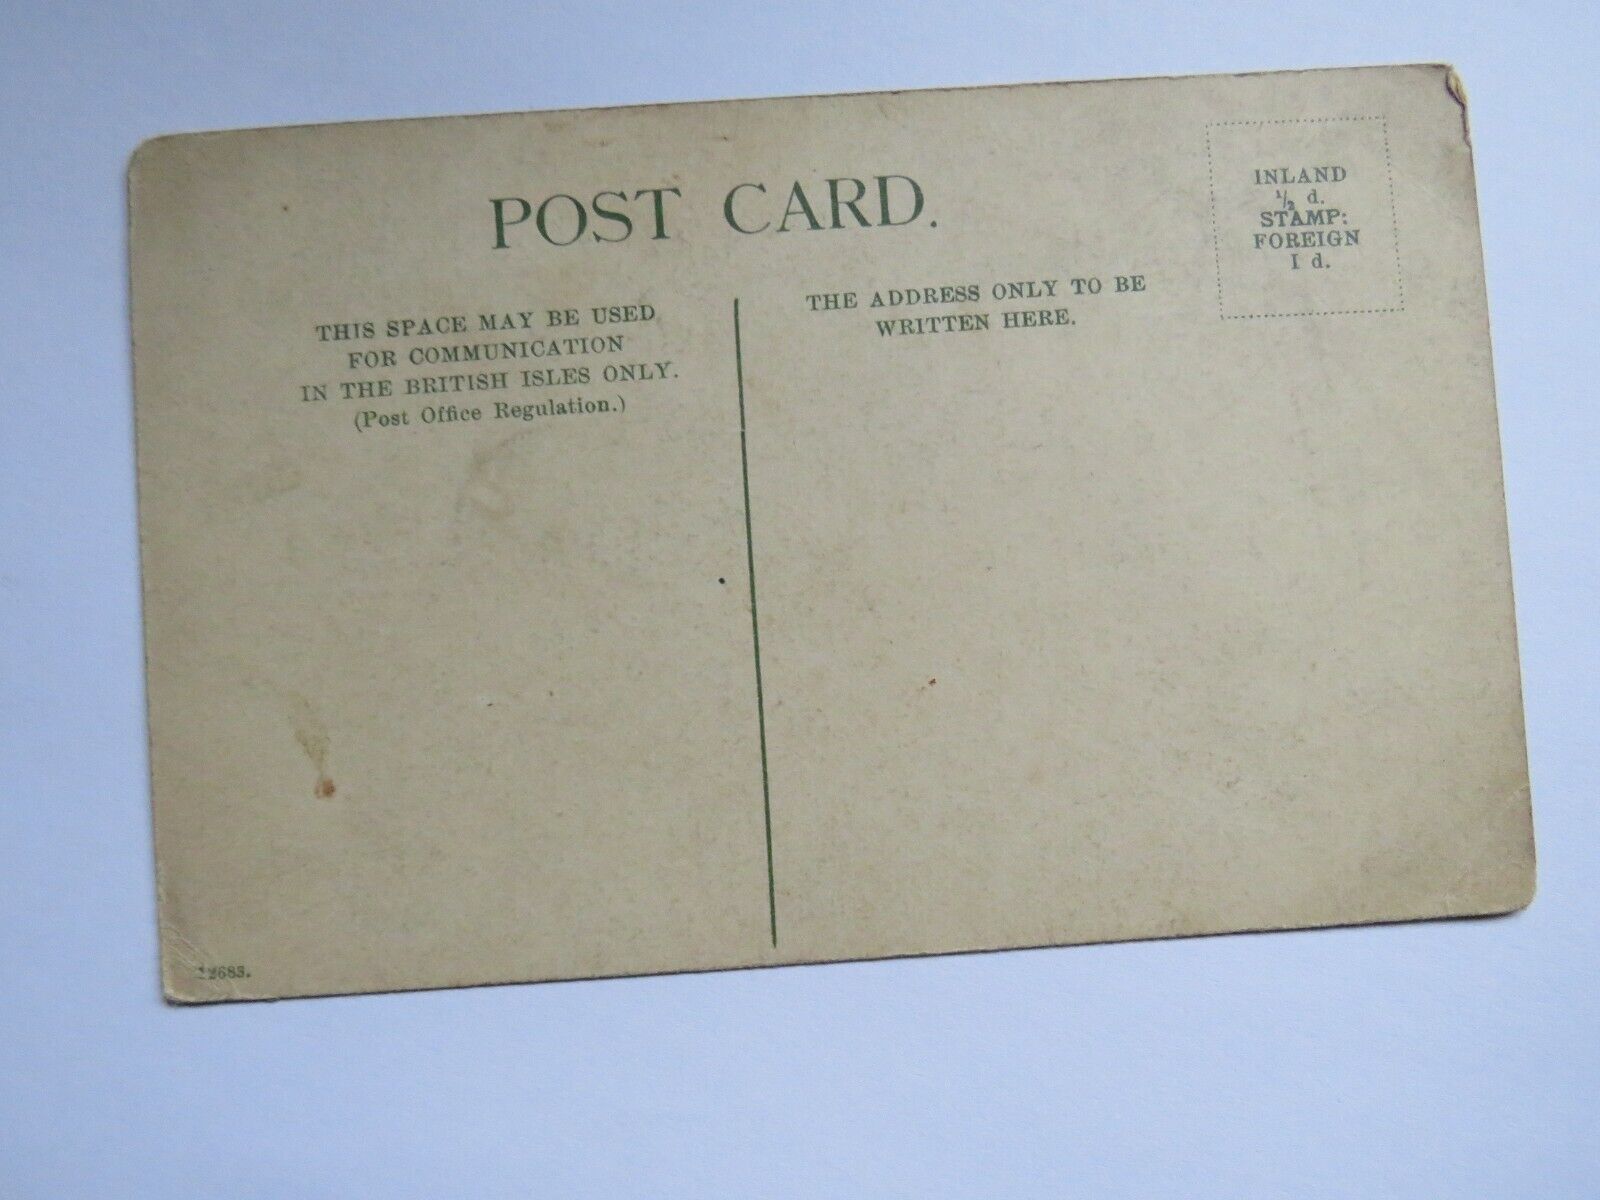 POST CARD.
INLAND
½ d.
STAMP:
FOREIGN
1 d.
THIS SPACE MAY BE USED
FOR COMMUNICATION
IN THE BRITISH ISLES ONLY.
(Post Office Regulation.)
THE ADDRESS ONLY TO BE
WRITTEN HERE.
12683.